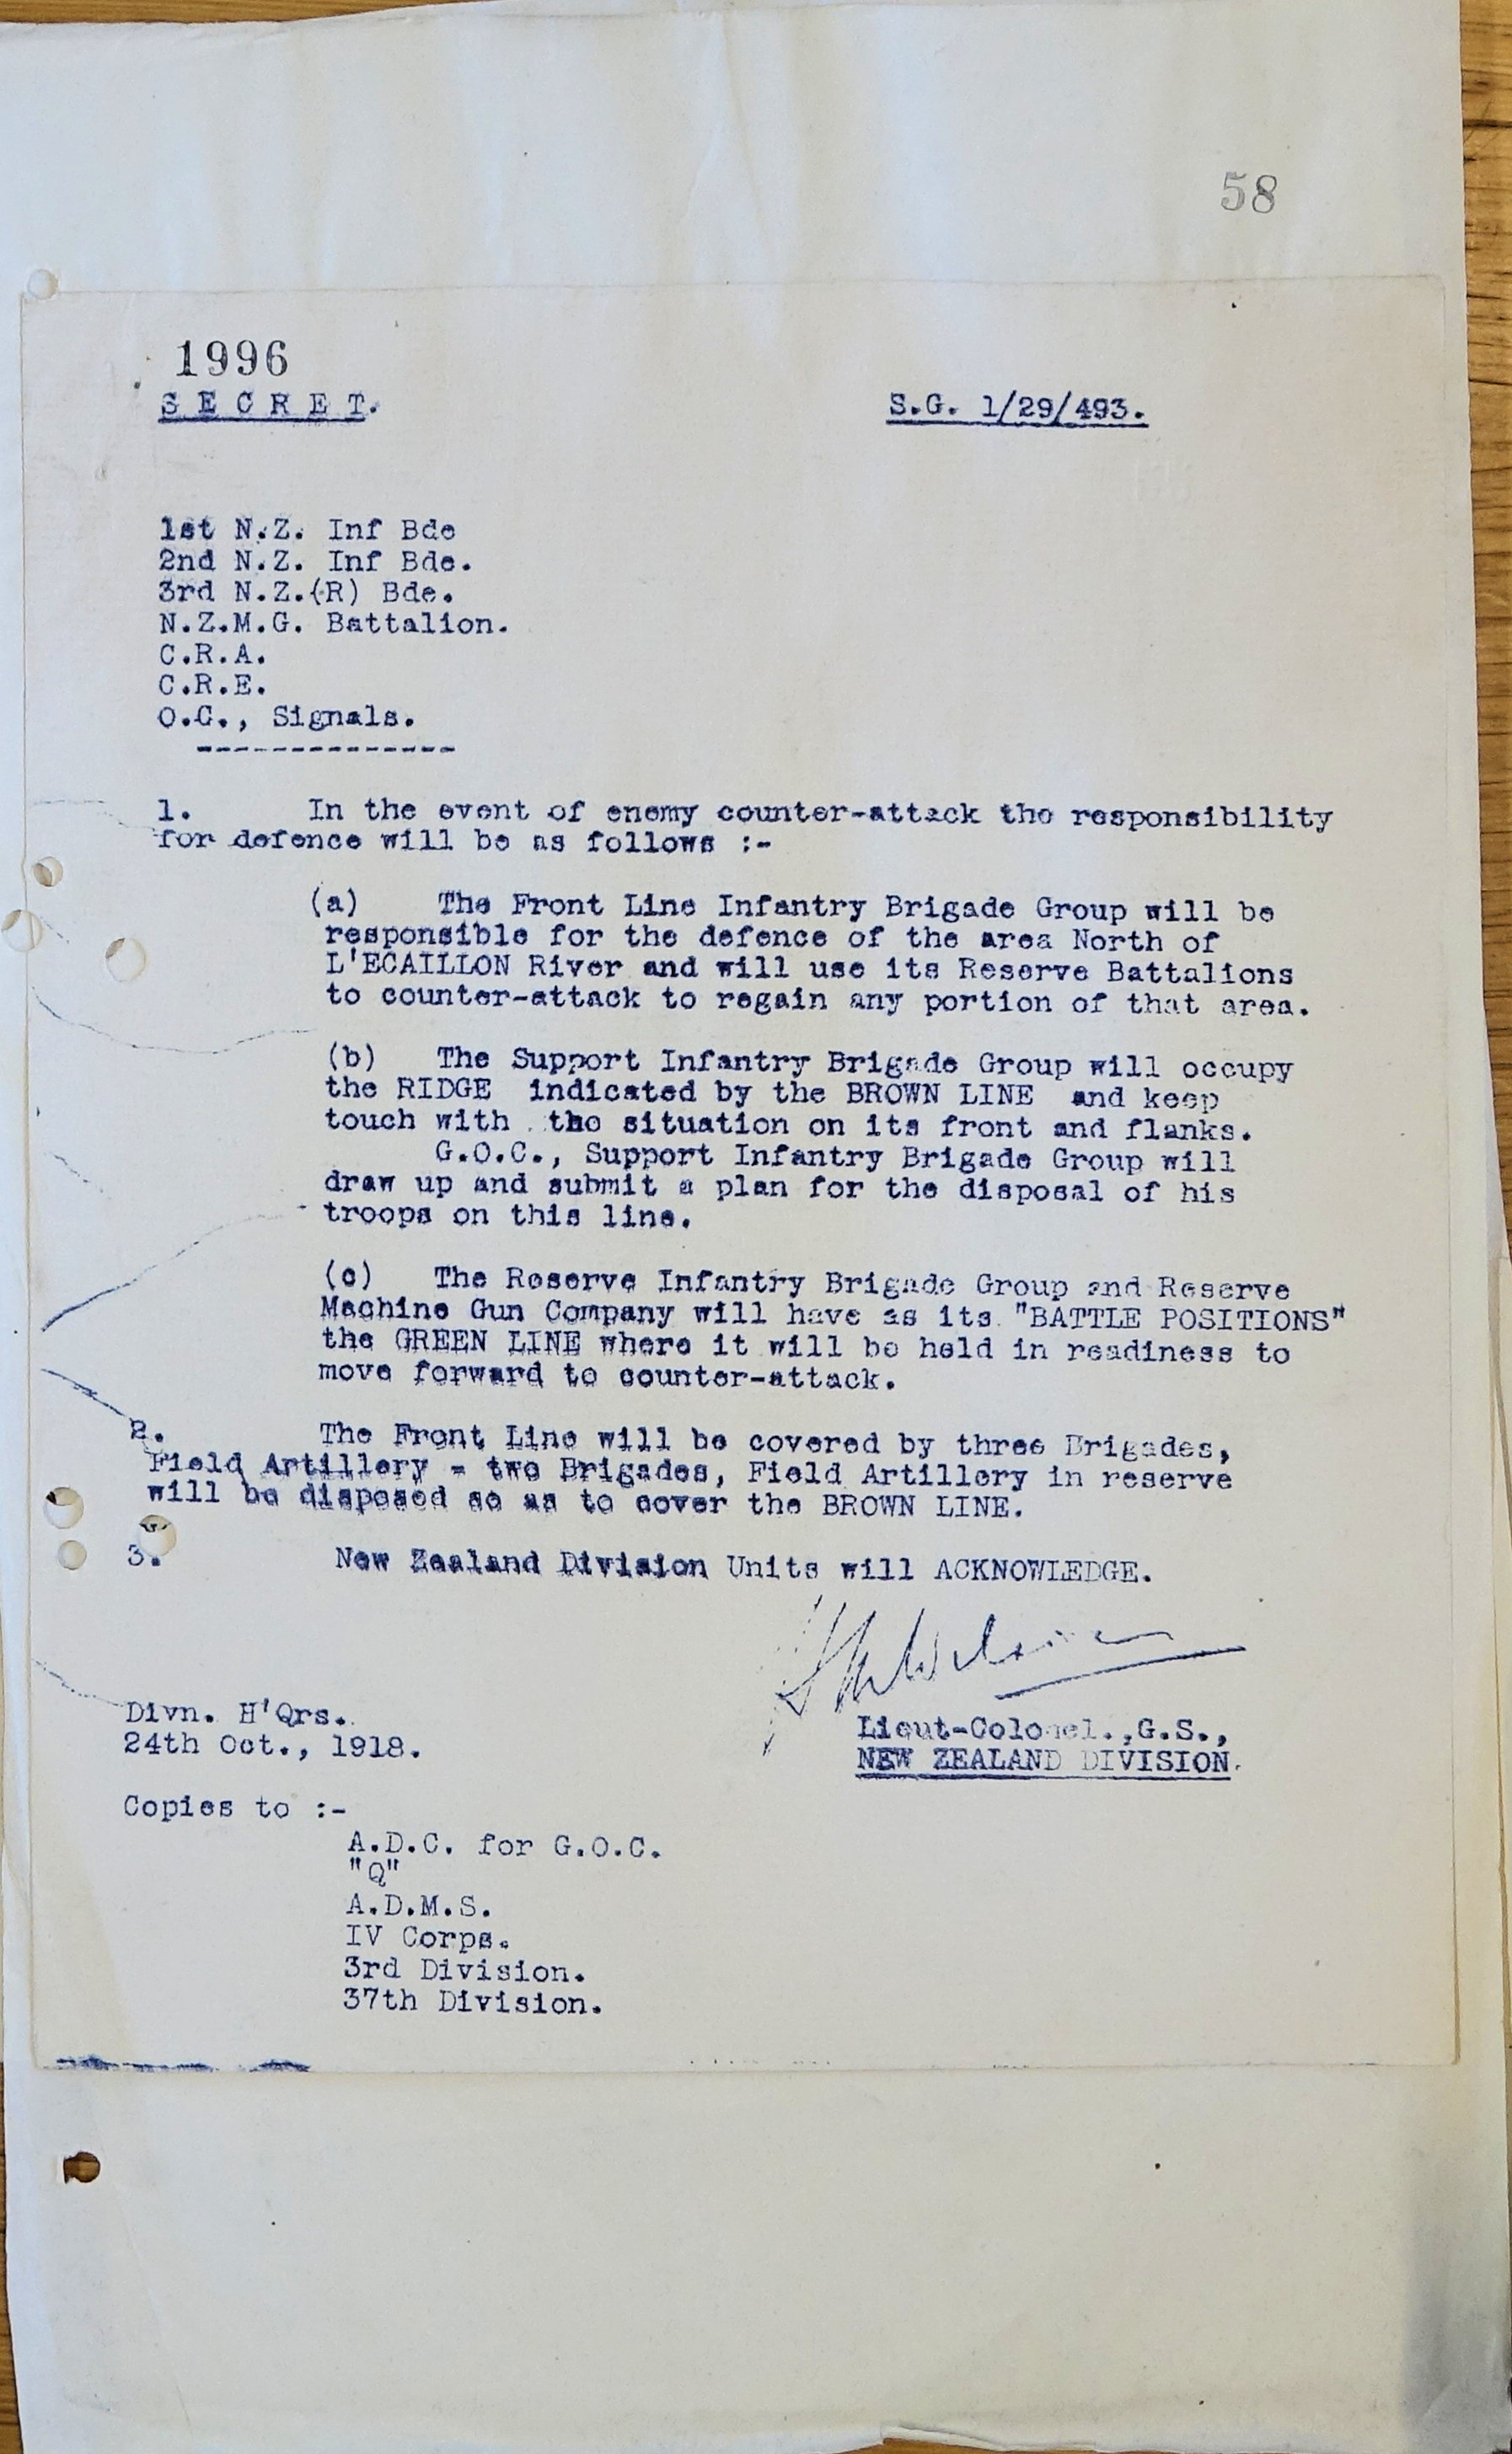 58
1996
S E C R E T.
S.G. 1/29/493.
1st N.Z. Inf Bde
2nd N.Z. Inf Bde.
3rd N.Z.(R) Bde.
N.Z.M.G. Battalion.
C.R.A.
C.R.E.
O.C., Signals.
---------------
1. In the event of enemy counter-attack the responsibility
for defence will be as follows :-
(a) The Front Line Infantry Brigade Group will be
responsible for the defence of the area North of
L'ECAILLON River and will use its Reserve Battalions
to counter-attack to regain any portion of that area.
(b) The Support Infantry Brigade Group will occupy
the RIDGE indicated by the BROWN LINE and keep
touch with the situation on its front and flanks.
G.O.C., Support Infantry Brigade Group will
draw up and submit a plan for the disposal of his
troops on this line.
(c) The Reserve Infantry Brigade Group and Reserve
Machine Gun Company will have as its "BATTLE POSITIONS"
the GREEN LINE where it will be held in readiness to
move forward to counter-attack.
2. The Front Line will be covered by three Brigades,
Field Artillery - two Brigades, Field Artillery in reserve
will be disposed so as to cover the BROWN LINE.
3. New Zealand Division Units will ACKNOWLEDGE.
Divn. H'Qrs.
24th Oct., 1918.
Lieut-Colonel.,G.S.,
NEW ZEALAND DIVISION.
Copies to :-
A.D.C. for G.O.C.
"Q"
A.D.M.S.
IV Corps.
3rd Division.
37th Division.